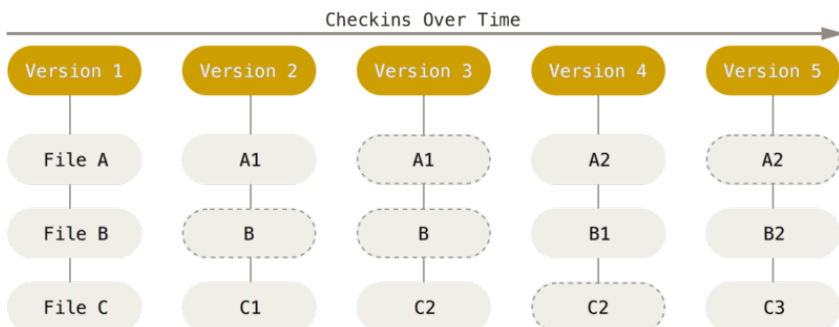 Checkins Over Time
Version 1 Version 2 Version 3 Version 4 Version 5
File A A1 A1 A2 A2
File B B B B1 B2
File C C1 C2 C2 C3